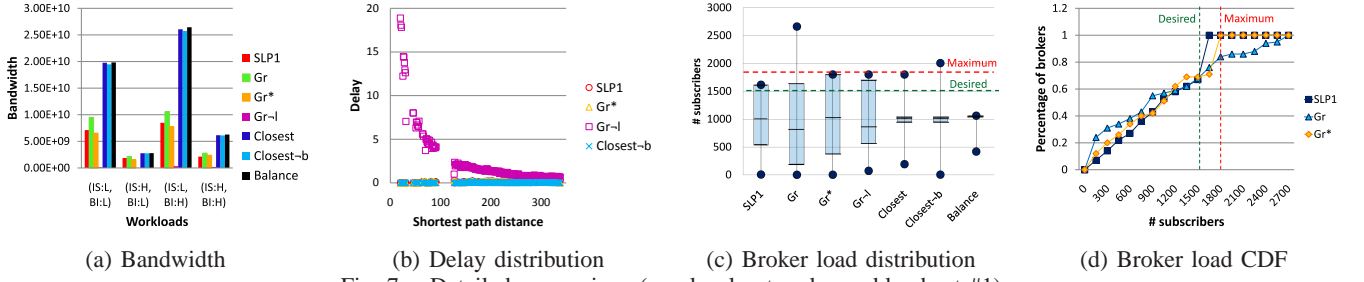 3.00E+10
2.50E+10
2.00E+10
1.50E+10
1.00E+10
5.00E+09
0.00E+00
Bandwidth
(IS:L, BI:L)
(IS:H, BI:L)
(IS:L, BI:H)
(IS:H, BI:H)
Workloads
SLP1
Gr
Gr*
Gr¬l
Closest
Closest¬b
Balance
(a) Bandwidth
20
15
10
5
0
Delay
0 100 200 300
Shortest path distance
SLP1
Gr*
Gr¬l
Closest¬b
(b) Delay distribution
3000
2500
2000
1500
1000
500
0
# subscribers
Maximum
Desired
SLP1
Gr
Gr*
Gr¬l
Closest
Closest¬b
Balance
(c) Broker load distribution
Desired
Maximum
1.2
1
0.8
0.6
0.4
0.2
0
Percentage of brokers
0 300 600 900 1200 1500 1800 2100 2400 2700
# subscribers
SLP1
Gr
Gr*
(d) Broker load CDF